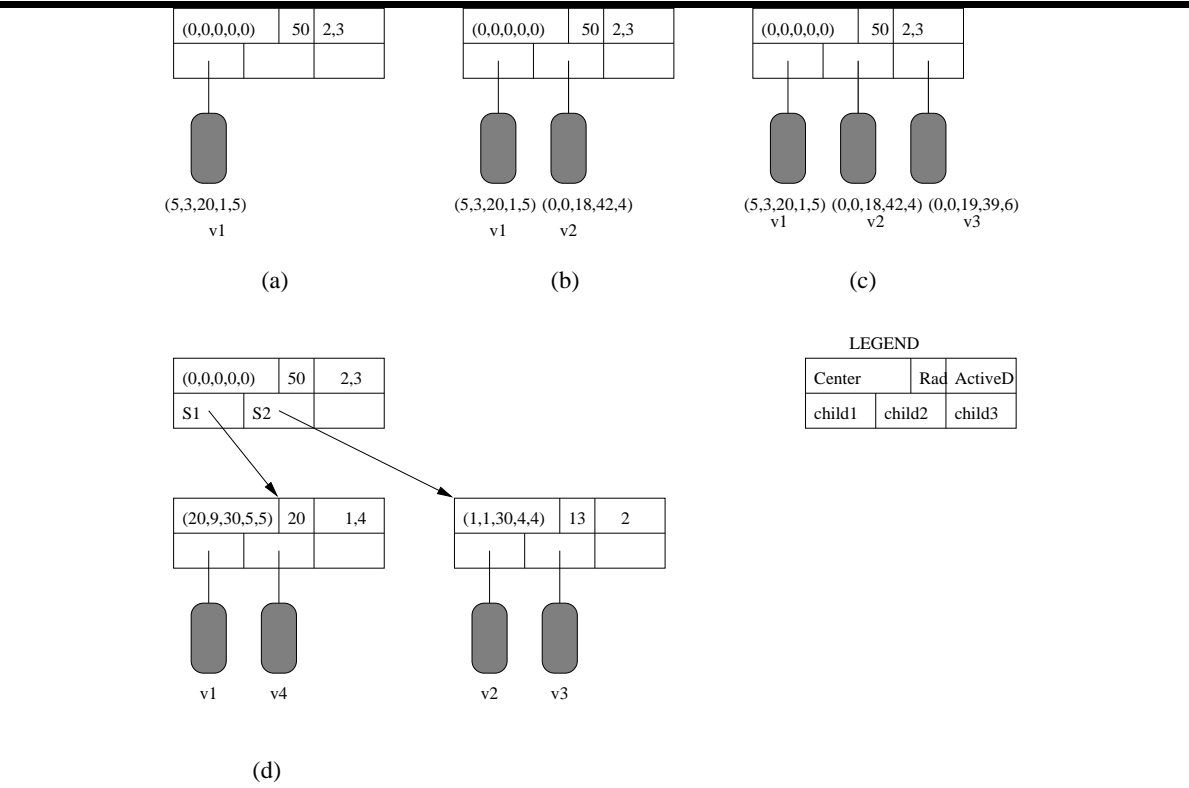 (0,0,0,0,0) 50 2,3
(0,0,0,0,0) 50 2,3
(0,0,0,0,0) 50 2,3
(5,3,20,1,5)
v1
(5,3,20,1,5) (0,0,18,42,4)
v1 v2
(5,3,20,1,5) (0,0,18,42,4) (0,0,19,39,6)
v1 v2 v3
(a)
(b)
(c)
LEGEND
Center Rad ActiveD
child1 child2 child3
(0,0,0,0,0) 50 2,3
S1 S2
(20,9,30,5,5) 20 1,4
(1,1,30,4,4) 13 2
v1 v4
v2 v3
(d)